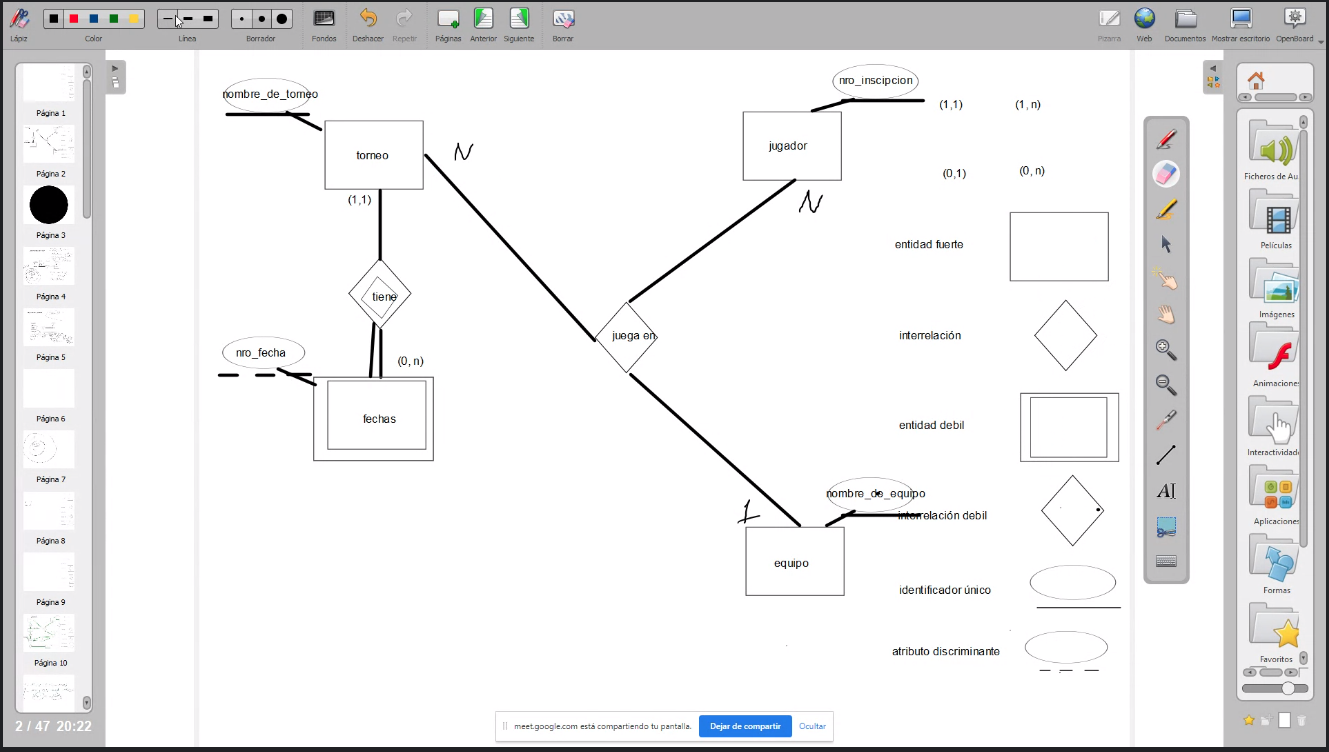 Lápiz
Color
Línea
Borrador
Fondos
Deshacer
Repetir
Páginas
Anterior
Siguiente
Borrar
Pizarra
Web
Documentos
Mostrar escritorio
OpenBoard
Página 1
Página 2
Página 3
Página 4
Página 5
Página 6
Página 7
Página 8
Página 9
Página 10
2 / 47 20:22
nombre_de_torneo
torneo
N
(1,1)
tiene
nro_fecha
(0, n)
fechas
nro_inscipcion
jugador
N
juega en
1
nombre_de_equipo
equipo
(1,1)
(1, n)
(0,1)
(0, n)
entidad fuerte
interrelación
entidad debil
interrelación debil
identificador único
atributo discriminante
Ficheros de Au
Películas
Imágenes
Animaciones
Interactividade
Aplicaciones
Formas
Favoritos
meet.google.com está compartiendo tu pantalla.
Dejar de compartir
Ocultar